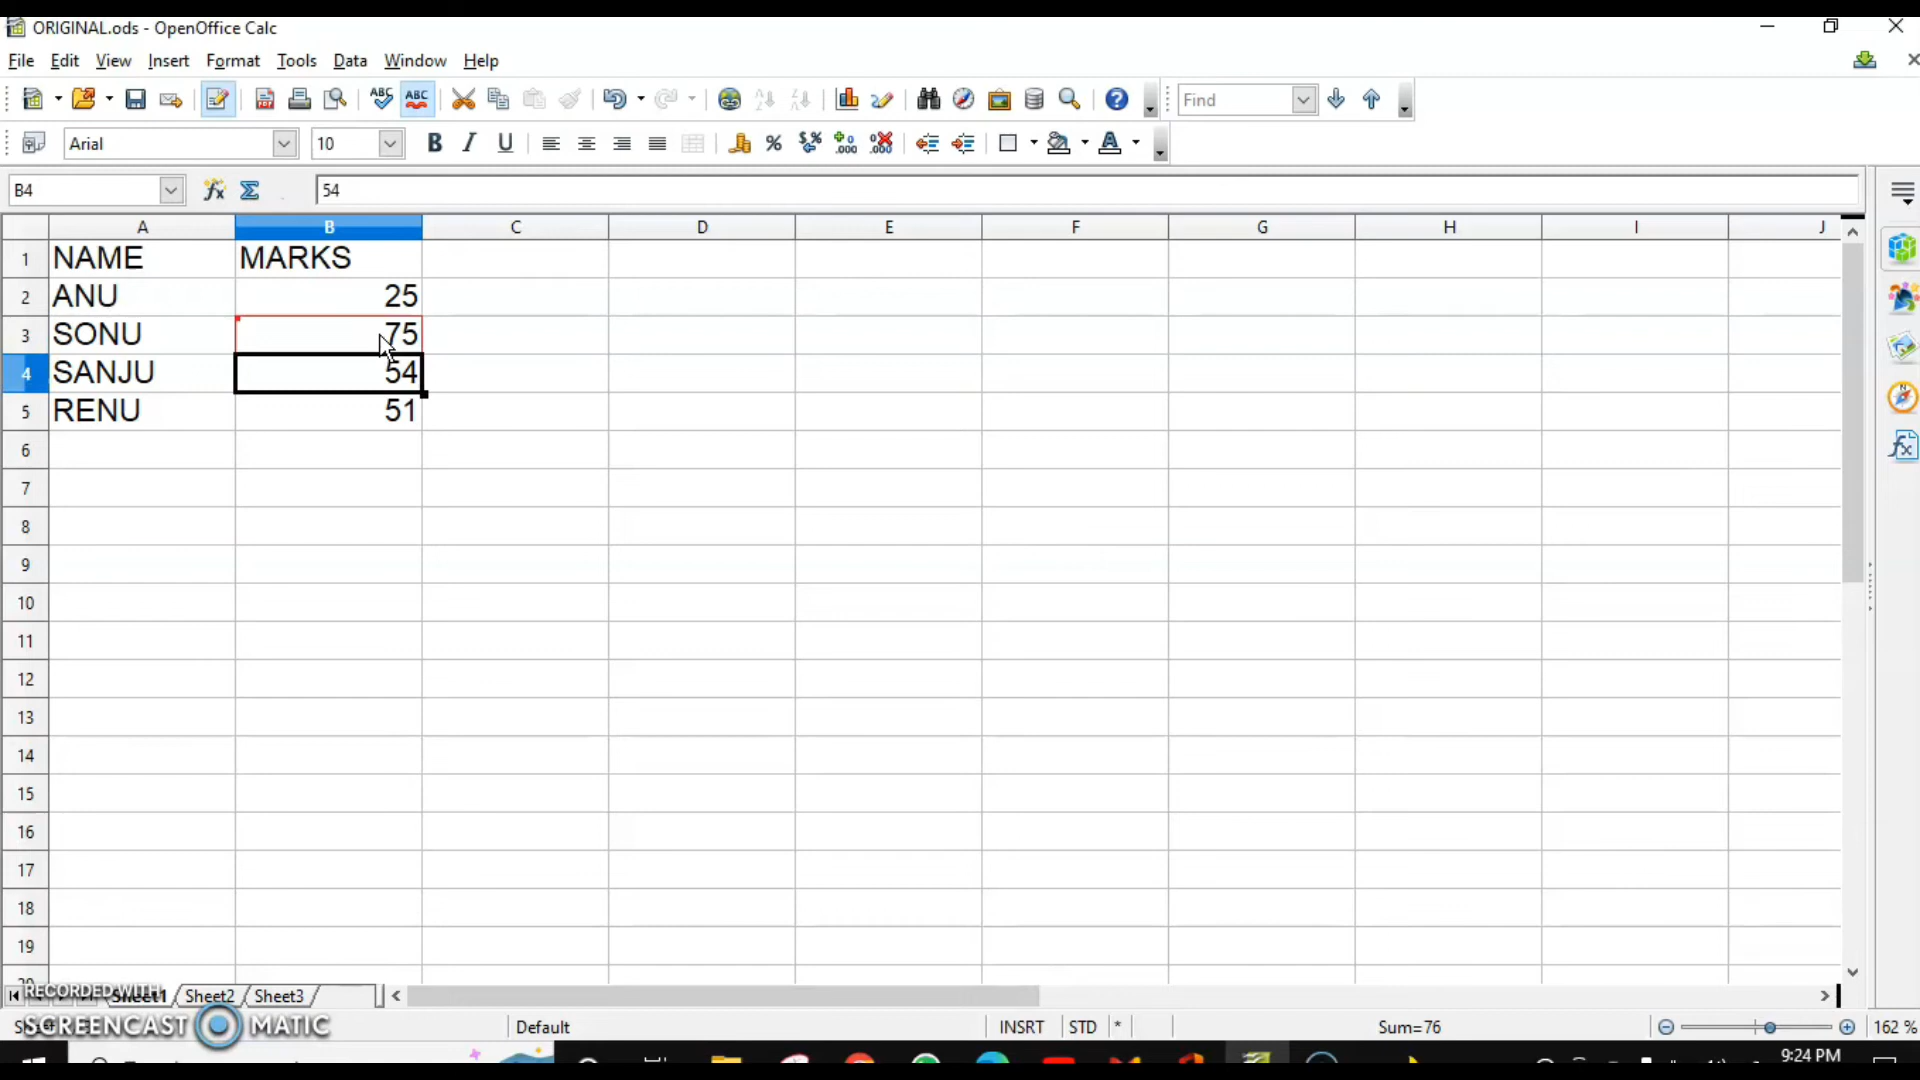 ORIGINAL.ods - OpenOffice Calc
File Edit View Insert Format Tools Data Window Help
ABC ABC Find
Arial 10 B I U
B4 fx Σ 54
A B C D E F G H I J
1 NAME MARKS
2 ANU 25
3 SONU 75
4 SANJU 54
5 RENU 51
6
7
8
9
10
11
12
13
14
15
16
17
18
19
RECORDED WITH Sheet1 Sheet2 Sheet3
SCREENCAST MATIC Default INSRT STD * Sum=76 162 %
9:24 PM